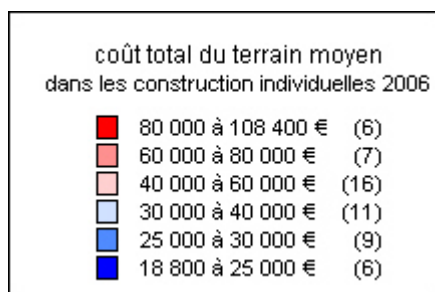 coût total du terrain moyen
dans les construction individuelles 2006
80 000 à 108 400 € (6)
60 000 à 80 000 € (7)
40 000 à 60 000 € (16)
30 000 à 40 000 € (11)
25 000 à 30 000 € (9)
18 800 à 25 000 € (6)